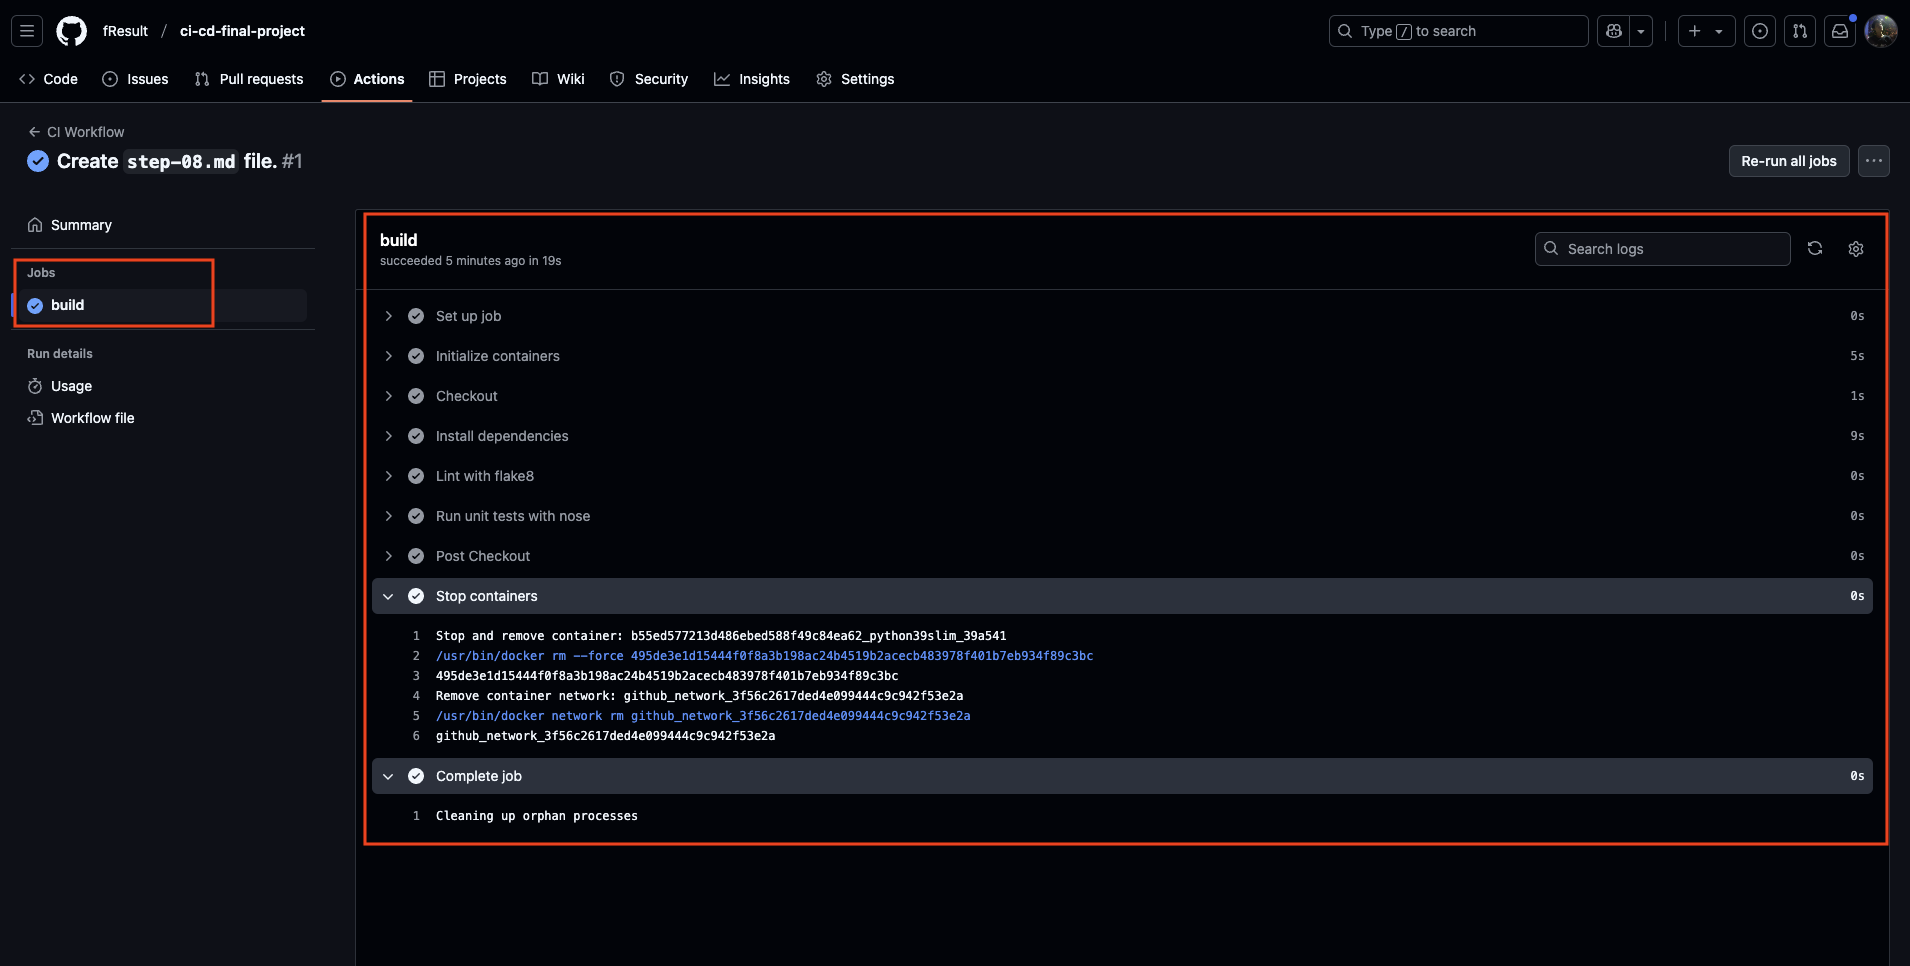 fResult / ci-cd-final-project
Type / to search
Code
Issues
Pull requests
Actions
Projects
Wiki
Security
Insights
Settings
CI Workflow
Create step-08.md file. #1
Re-run all jobs
Summary
Jobs
build
Run details
Usage
Workflow file
build
succeeded 5 minutes ago in 19s
Search logs
Set up job 0s
Initialize containers 5s
Checkout 1s
Install dependencies 9s
Lint with flake8 0s
Run unit tests with nose 0s
Post Checkout 0s
Stop containers 0s
1 Stop and remove container: b55ed577213d486ebed588f49c84ea62_python39slim_39a541
2 /usr/bin/docker rm --force 495de3e1d15444f0f8a3b198ac24b4519b2acecb483978f401b7eb934f89c3bc
3 495de3e1d15444f0f8a3b198ac24b4519b2acecb483978f401b7eb934f89c3bc
4 Remove container network: github_network_3f56c2617ded4e099444c9c942f53e2a
5 /usr/bin/docker network rm github_network_3f56c2617ded4e099444c9c942f53e2a
6 github_network_3f56c2617ded4e099444c9c942f53e2a
Complete job 0s
1 Cleaning up orphan processes